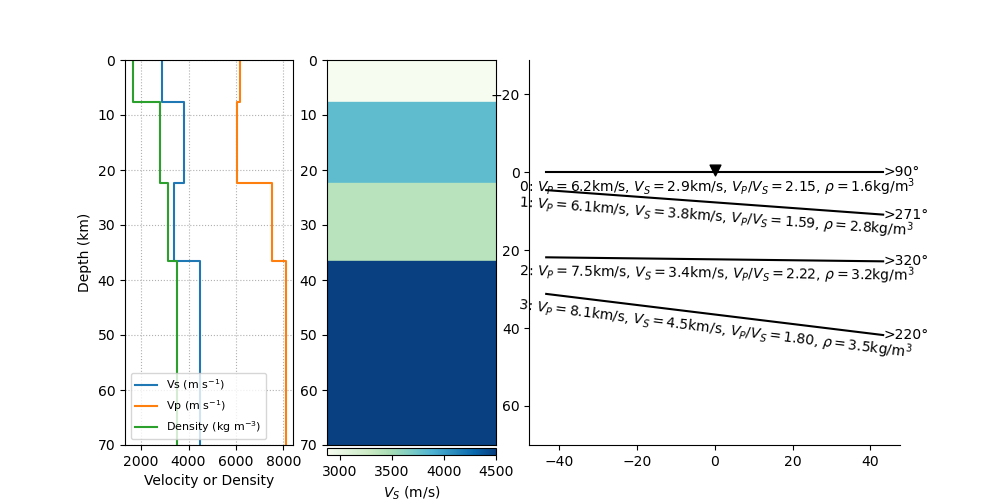 0
10
20
30
40
50
60
70
Depth (km)
2000 4000 6000 8000
Velocity or Density
Vs (m s⁻¹)
Vp (m s⁻¹)
Density (kg m⁻³)
0
10
20
30
40
50
60
70
3000 3500 4000 4500
V_S (m/s)
−20
0
20
40
60
−40 −20 0 20 40
>90°
0: V_P = 6.2km/s, V_S = 2.9km/s, V_P/V_S = 2.15, ρ = 1.6kg/m³
>271°
1: V_P = 6.1km/s, V_S = 3.8km/s, V_P/V_S = 1.59, ρ = 2.8kg/m³
>320°
2: V_P = 7.5km/s, V_S = 3.4km/s, V_P/V_S = 2.22, ρ = 3.2kg/m³
>220°
3: V_P = 8.1km/s, V_S = 4.5km/s, V_P/V_S = 1.80, ρ = 3.5kg/m³